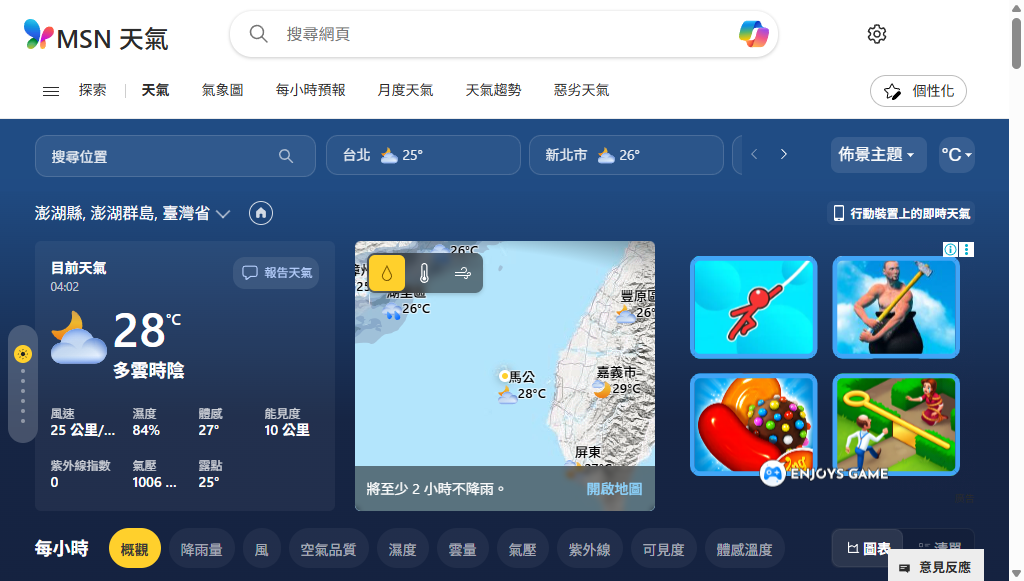 MSN 天氣
搜尋網頁
探索
天氣
氣象圖
每小時預報
月度天氣
天氣趨勢
惡劣天氣
個性化
搜尋位置
台北 25°
新北市 26°
佈景主題
°C
澎湖縣, 澎湖群島, 臺灣省
行動裝置上的即時天氣
目前天氣
04:02
報告天氣
28°C
多雲時陰
風速
25 公里/...
濕度
84%
體感
27°
能見度
10 公里
紫外線指數
0
氣壓
1006 ...
露點
25°
26°C
26°C
豐原區
26°
馬公
28°C
嘉義市
29°C
屏東
27°C
將至少 2 小時不降雨。
開啟地圖
ENJOYS GAME
每小時
概觀
降雨量
風
空氣品質
濕度
雲量
氣壓
紫外線
可見度
體感溫度
圖表
清單
意見反應